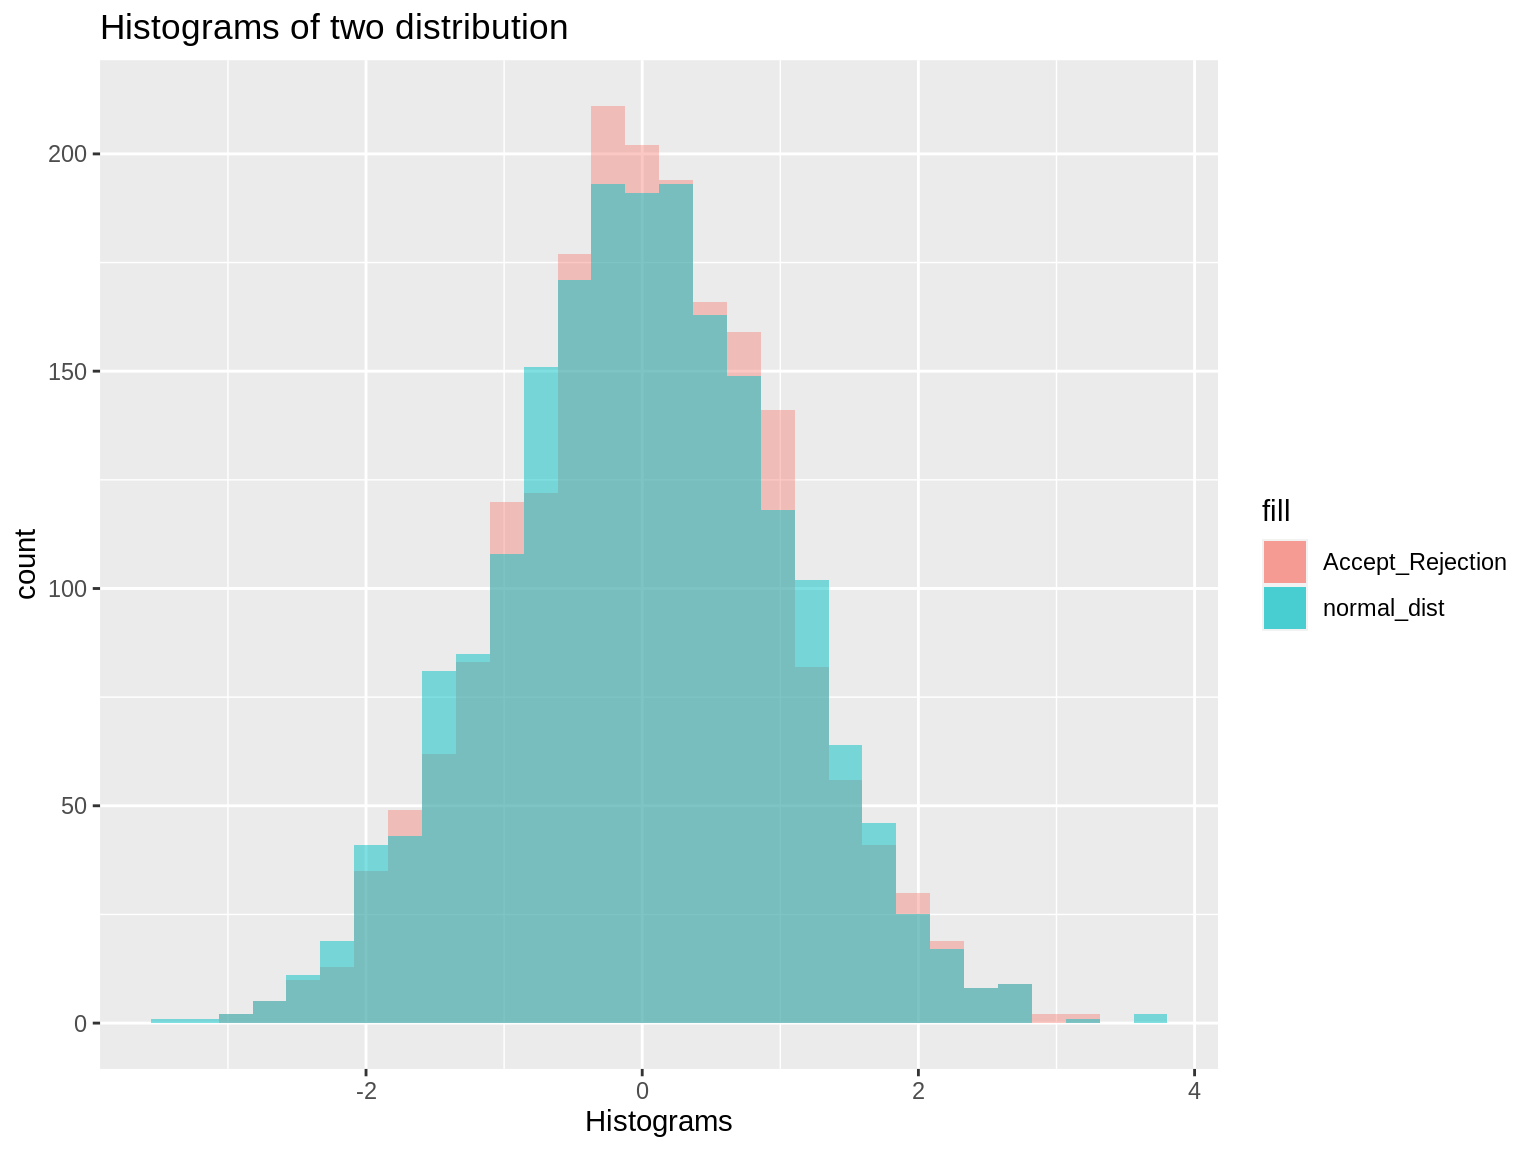 Histograms of two distribution
count
200
150
100
50
0
-2
0
2
4
Histograms
fill
Accept_Rejection
normal_dist